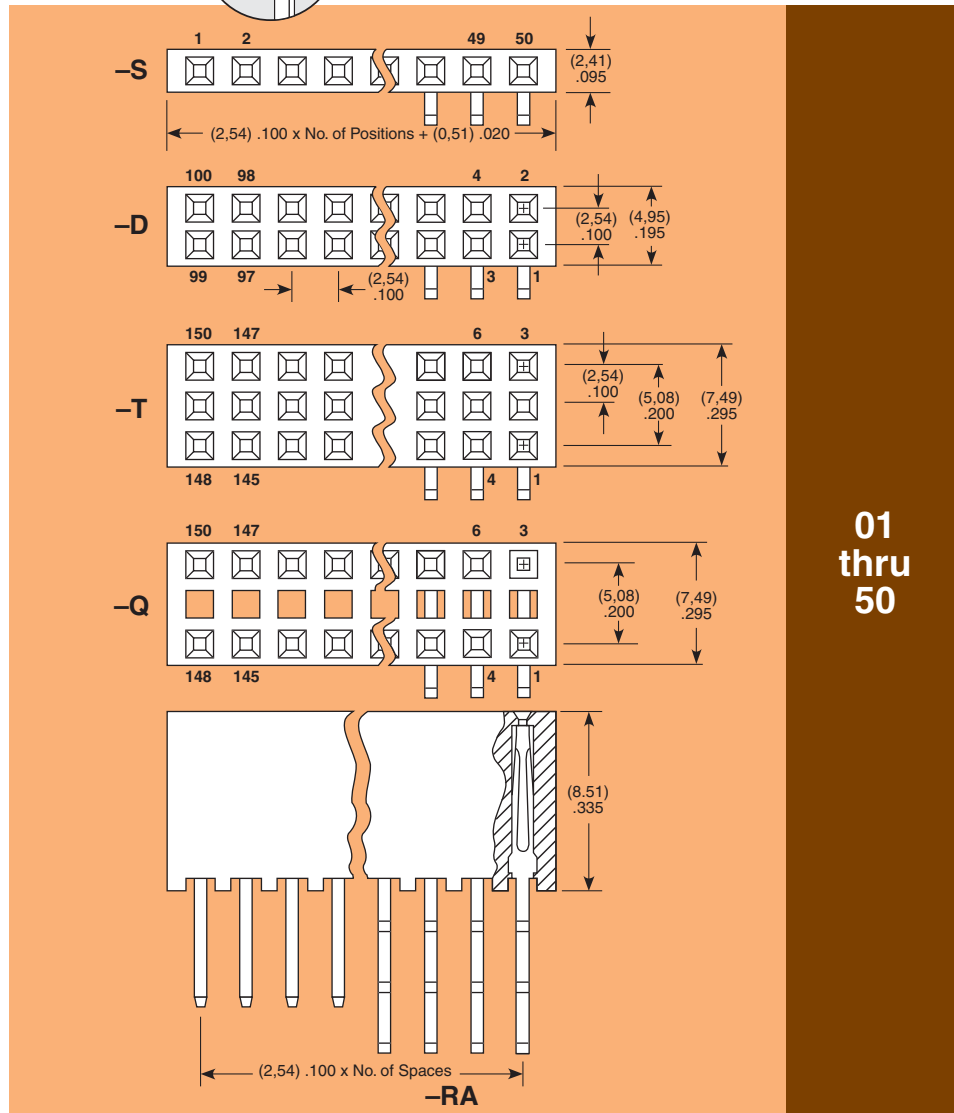 1 2 49 50
–S
(2,41)
.095
(2,54) .100 x No. of Positions + (0,51) .020
100 98 4 2
–D
(2,54)
.100
(4,95)
.195
99 97 3 1
(2,54)
.100
150 147 6 3
–T
(2,54)
.100
(5,08)
.200
(7,49)
.295
148 145 4 1
150 147 6 3
–Q
(5,08)
.200
(7,49)
.295
148 145 4 1
(8.51)
.335
(2,54) .100 x No. of Spaces
–RA
01
thru
50